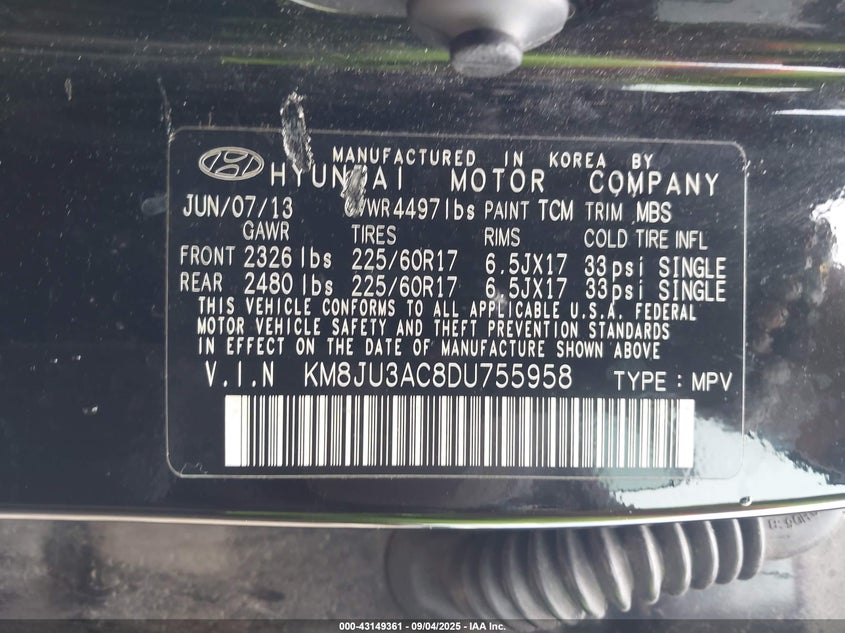 MANUFACTURED IN KOREA BY
HYUNDAI MOTOR COMPANY
JUN/07/13 GVWR 4497 lbs PAINT TCM TRIM MBS
GAWR TIRES RIMS COLD TIRE INFL
FRONT 2326 lbs 225/60R17 6.5JX17 33psi SINGLE
REAR 2480 lbs 225/60R17 6.5JX17 33psi SINGLE
THIS VEHICLE CONFORMS TO ALL APPLICABLE U.S.A. FEDERAL
MOTOR VEHICLE SAFETY AND THEFT PREVENTION STANDARDS
IN EFFECT ON THE DATE OF MANUFACTURE SHOWN ABOVE
V.I.N KM8JU3AC8DU755958 TYPE : MPV
000-43149361 - 09/04/2025 - IAA Inc.